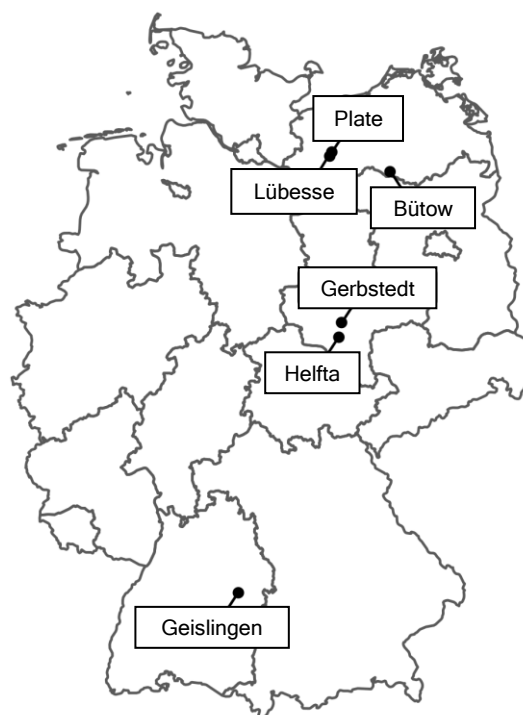 Plate
Lübesse
Bütow
Gerbstedt
Helfta
Geislingen